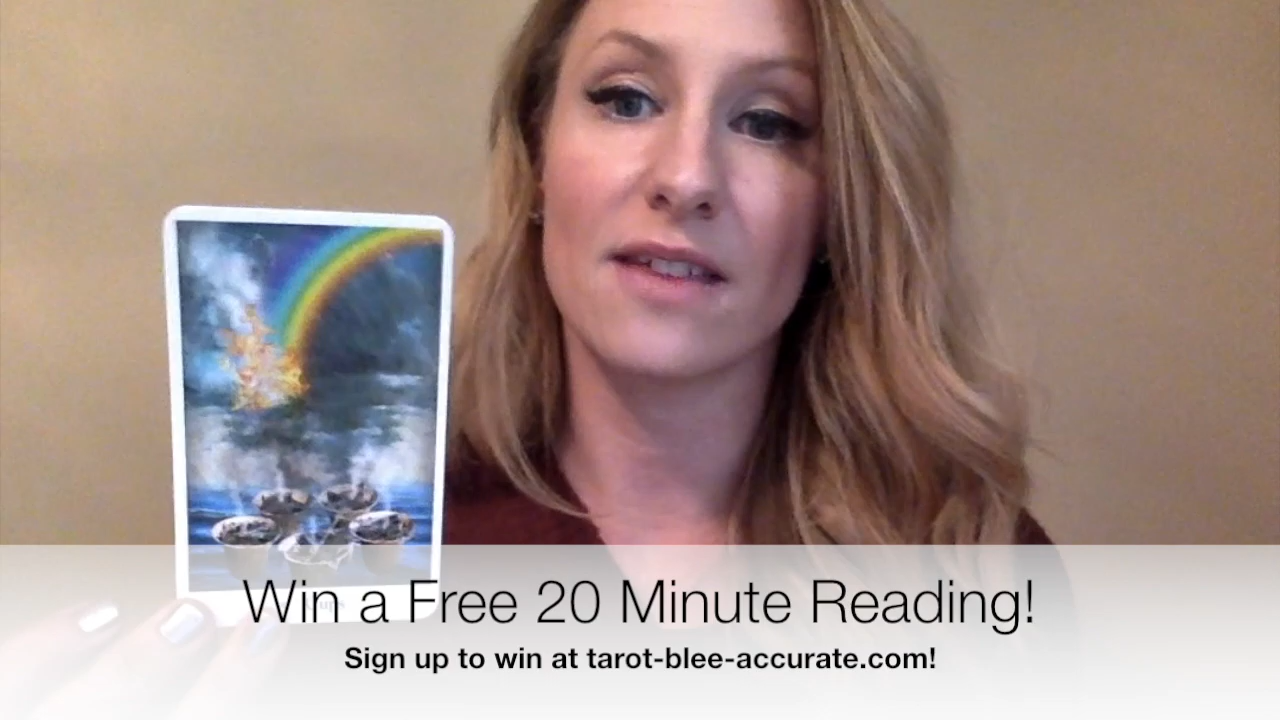 Win a Free 20 Minute Reading!
Sign up to win at tarot-blee-accurate.com!